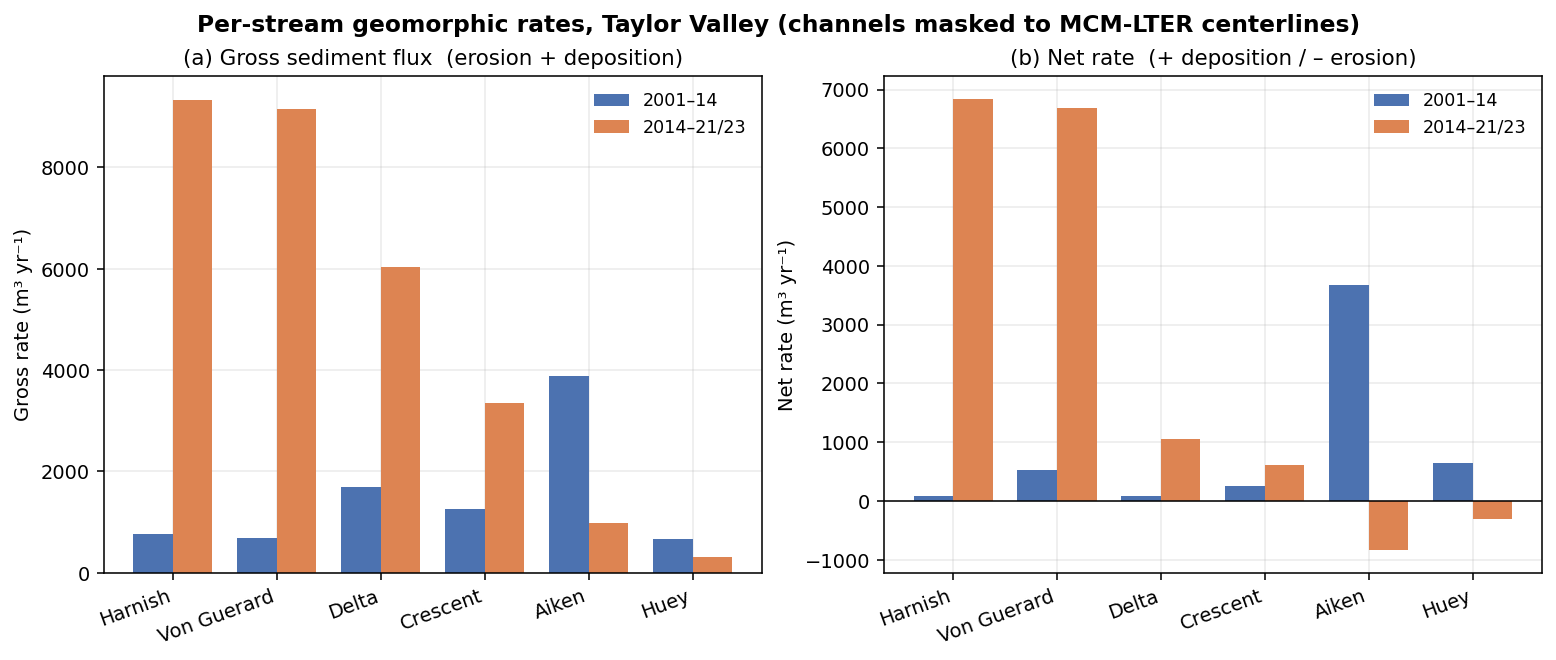 Per-stream geomorphic rates, Taylor Valley (channels masked to MCM-LTER centerlines)
(a) Gross sediment flux  (erosion + deposition)
Gross rate (m³ yr⁻¹)
8000
6000
4000
2000
0
2001–14
2014–21/23
Harnish
Von Guerard
Delta
Crescent
Aiken
Huey
(b) Net rate  (+ deposition / – erosion)
Net rate (m³ yr⁻¹)
7000
6000
5000
4000
3000
2000
1000
0
−1000
2001–14
2014–21/23
Harnish
Von Guerard
Delta
Crescent
Aiken
Huey